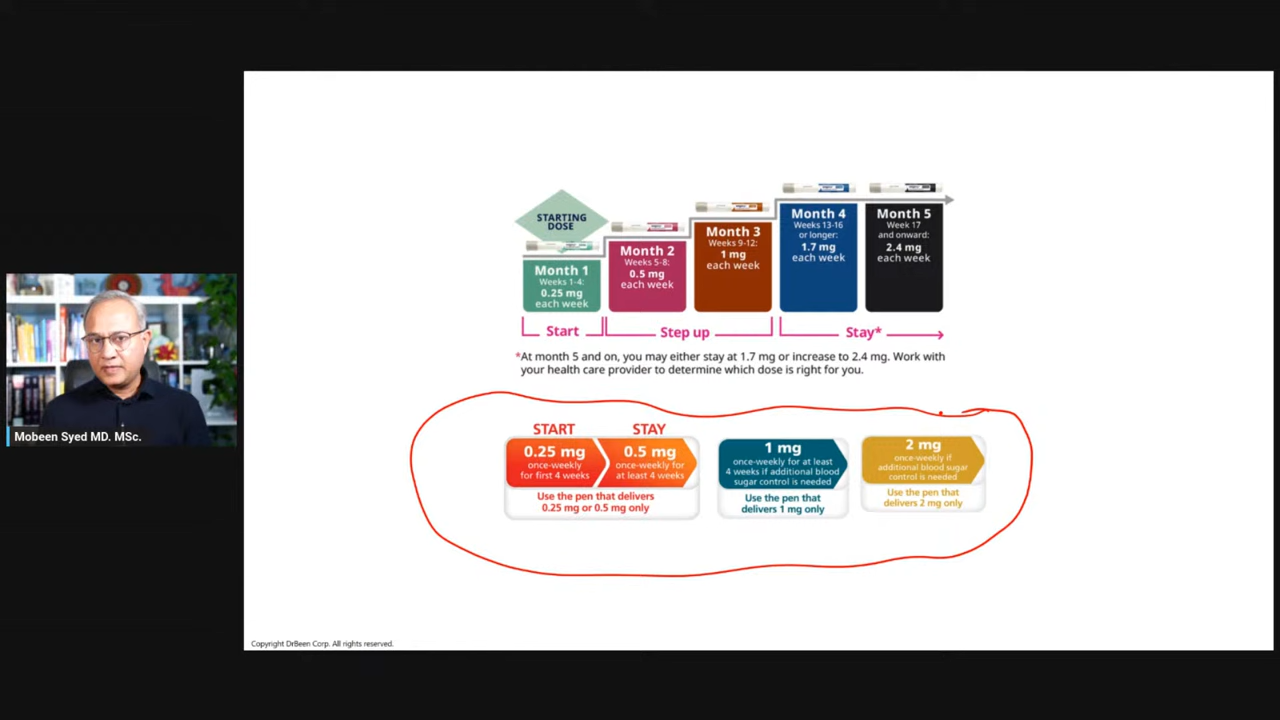 STARTING
DOSE
Month 1
Weeks 1-4:
0.25 mg
each week
Month 2
Weeks 5-8:
0.5 mg
each week
Month 3
Weeks 9-12:
1 mg
each week
Month 4
Weeks 13-16
or longer:
1.7 mg
each week
Month 5
Week 17
and onward:
2.4 mg
each week
Start
Step up
Stay*
*At month 5 and on, you may either stay at 1.7 mg or increase to 2.4 mg. Work with
your health care provider to determine which dose is right for you.
START
STAY
0.25 mg
once-weekly
for first 4 weeks
0.5 mg
once-weekly for
at least 4 weeks
Use the pen that delivers
0.25 mg or 0.5 mg only
1 mg
once-weekly for at least
4 weeks if additional blood
sugar control is needed
Use the pen that
delivers 1 mg only
2 mg
once-weekly if
additional blood sugar
control is needed
Use the pen that
delivers 2 mg only
Mobeen Syed MD. MSc.
Copyright DrBeen Corp. All rights reserved.